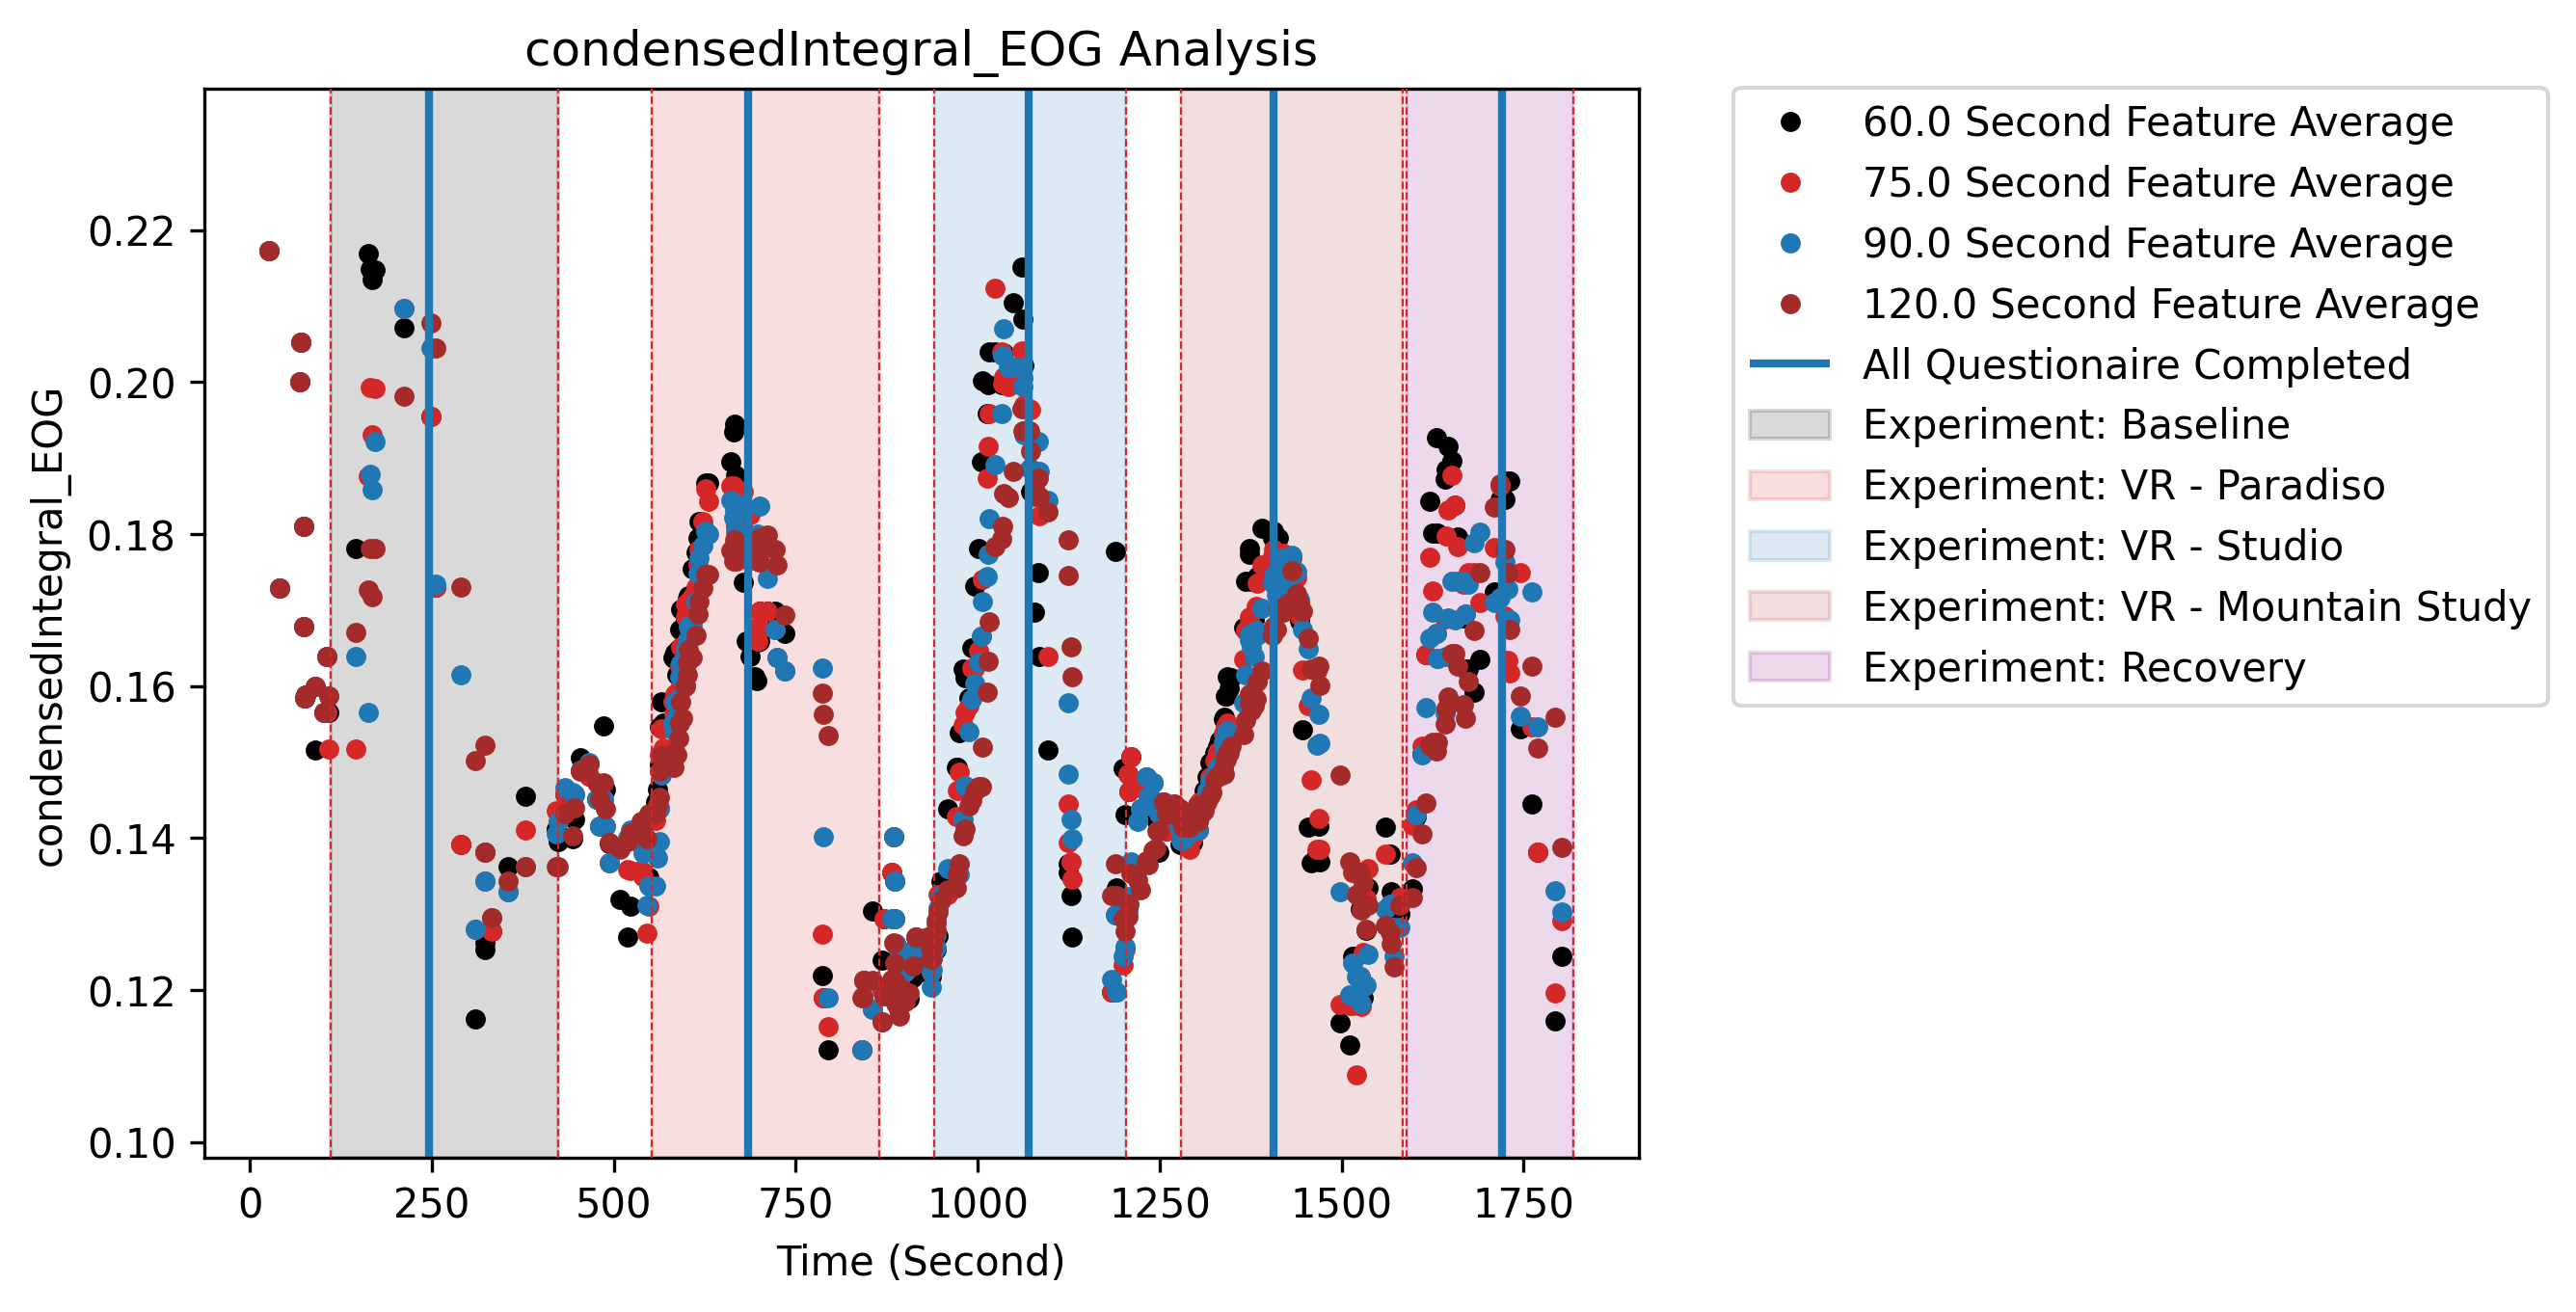 condensedIntegral_EOG Analysis
condensedIntegral_EOG
0.22
0.20
0.18
0.16
0.14
0.12
0.10
0 250 500 750 1000 1250 1500 1750
Time (Second)
60.0 Second Feature Average
75.0 Second Feature Average
90.0 Second Feature Average
120.0 Second Feature Average
All Questionaire Completed
Experiment: Baseline
Experiment: VR - Paradiso
Experiment: VR - Studio
Experiment: VR - Mountain Study
Experiment: Recovery